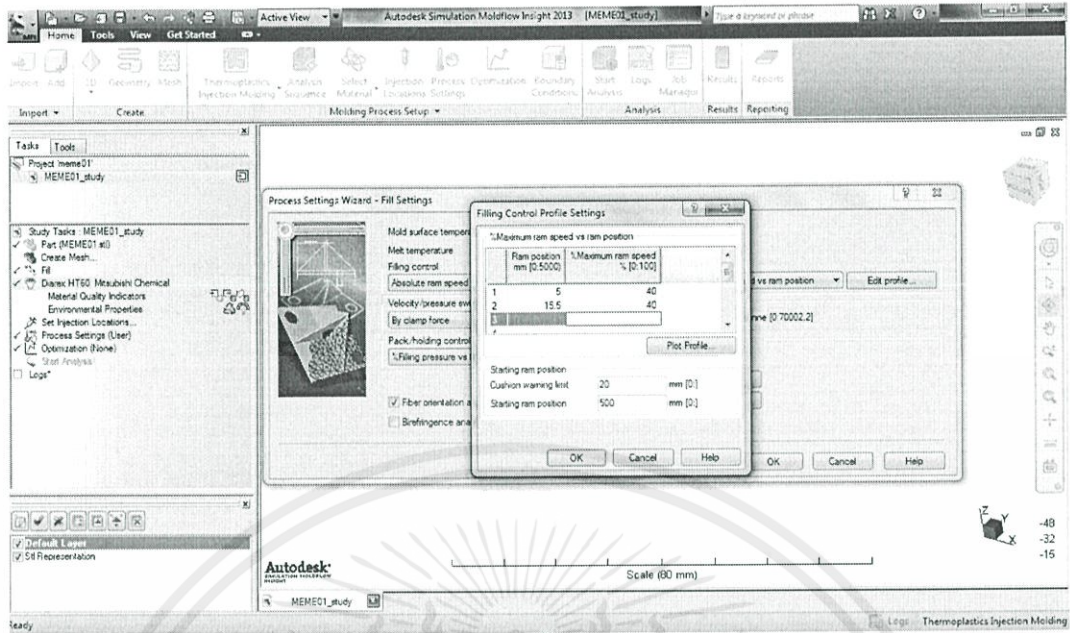 Active View
Autodesk Simulation Moldflow Insight 2013 [MEME01_study]
Type a keyword or phrase
Home Tools View Get Started
Import Add 2D Geometry Mesh Thermoplastics Injection Molding Analysis Sequence Select Material Injection Locations Process Settings Optimization Boundary Conditions Start Analysis Logs Job Manager Results Reports
Import Create Molding Process Setup Analysis Results Reporting
Tasks Tools
Project 'meme01'
MEME01_study
Study Tasks : MEME01_study
Part (MEME01.stl)
Create Mesh...
Fill
Diarex HT60: Mitsubishi Chemical
Material Quality Indicators
Environmental Properties
Set Injection Locations...
Process Settings (User)
Optimization (None)
Start Analysis
Logs*
Default Layer
Stl Representation
Process Settings Wizard - Fill Settings
Mold surface temper
Melt temperature
Filling control
Absolute ram speed
Velocity/pressure sw
By clamp force
Pack/holding control
%Filling pressure vs
Fiber orientation a
Birefringence ana
d vs ram position
Edit profile...
nne [0:70002.2]
OK Cancel Help
Filling Control Profile Settings
%Maximum ram speed vs ram position
Ram position mm [0:5000]
%Maximum ram speed % [0:100]
1 5 40
2 15.5 40
3
Plot Profile...
Starting ram position
Cushion warning limit 20 mm [0:]
Starting ram position 500 mm [0:]
OK Cancel Help
Autodesk
SIMULATION MOLDFLOW INSIGHT
Scale (80 mm)
Z Y X
-48
-32
-15
MEME01_study
Ready
Logs Thermoplastics Injection Molding